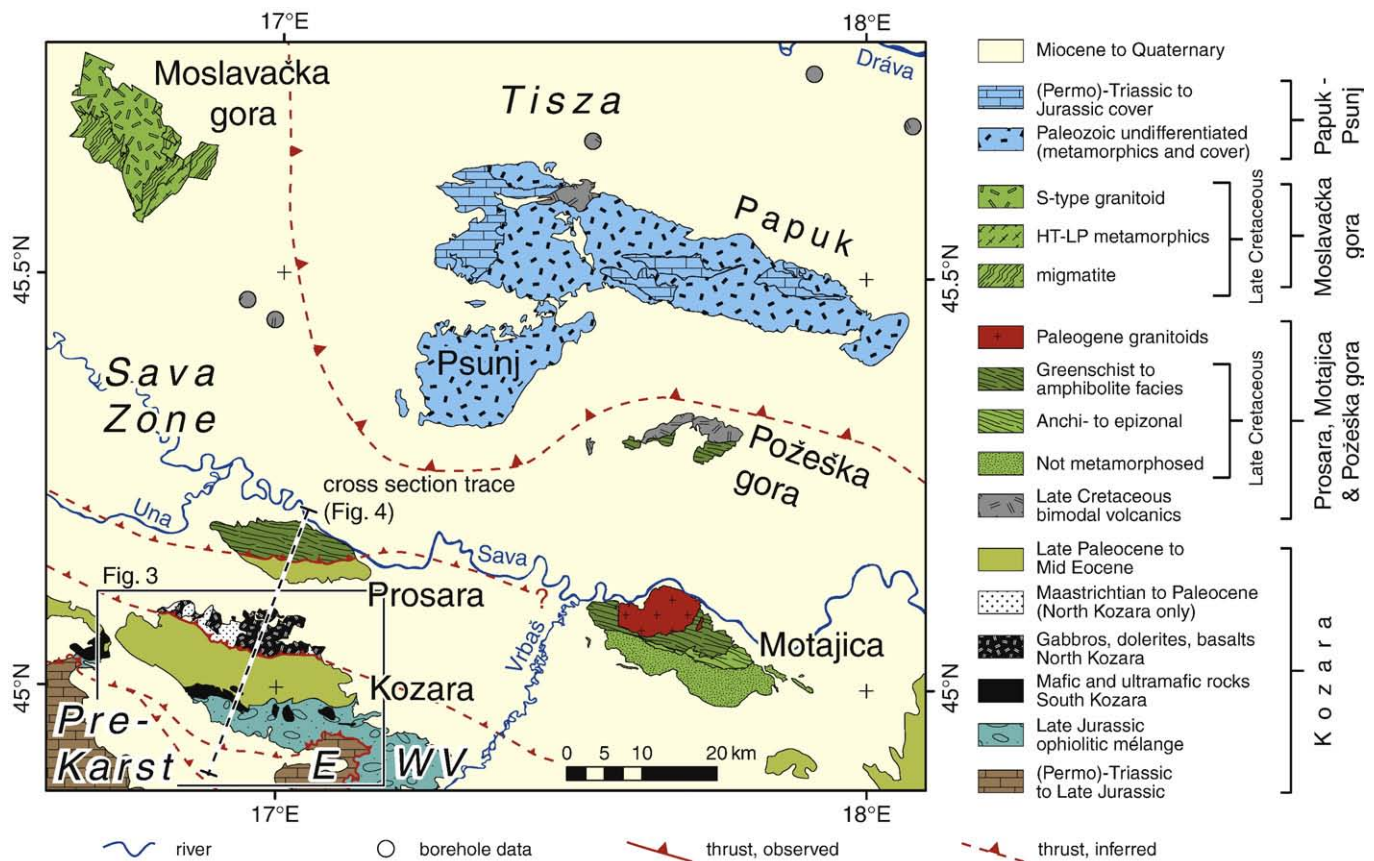 17°E
18°E
Moslavačka
gora
Tisza
Dráva
Papuk
45.5°N
45.5°N
Psunj
Sava
Zone
Požeška
gora
cross section trace
(Fig. 4)
Una
Sava
Fig. 3
Prosara
?
Vrbaš
Motajica
45°N
45°N
Kozara
Pre-
Karst
E
WV
0 5 10 20 km
17°E
18°E
Miocene to Quaternary
(Permo)-Triassic to
Jurassic cover
Paleozoic undifferentiated
(metamorphics and cover)
Papuk -
Psunj
S-type granitoid
HT-LP metamorphics
migmatite
Late Cretaceous
Moslavačka
gora
Paleogene granitoids
Greenschist to
amphibolite facies
Anchi- to epizonal
Not metamorphosed
Late Cretaceous
Late Cretaceous
bimodal volcanics
Prosara, Motajica
& Požeška gora
Late Paleocene to
Mid Eocene
Maastrichtian to Paleocene
(North Kozara only)
Gabbros, dolerites, basalts
North Kozara
Mafic and ultramafic rocks
South Kozara
Late Jurassic
ophiolitic mélange
(Permo)-Triassic
to Late Jurassic
Kozara
river
borehole data
thrust, observed
thrust, inferred